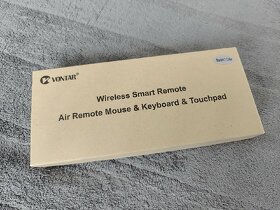 VONTAR®
Wireless Smart Remote
Air Remote Mouse & Keyboard & Touchpad